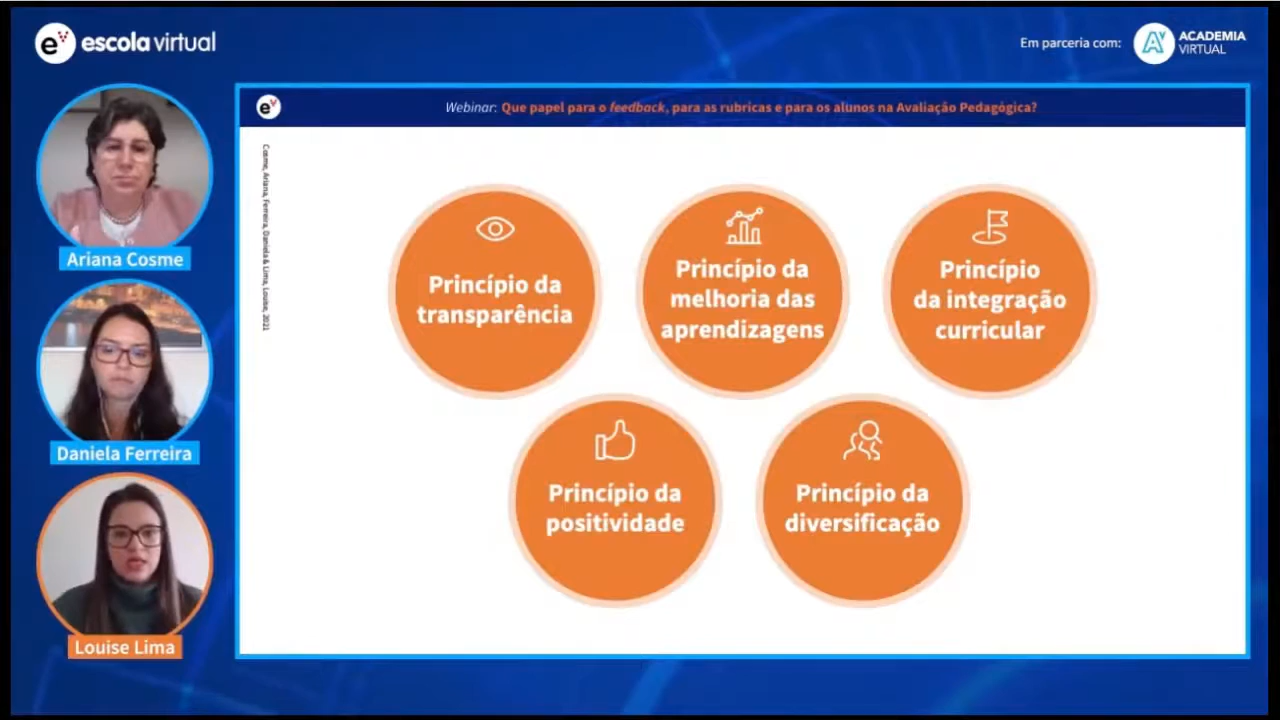 escola virtual
Em parceria com:
ACADEMIA
VIRTUAL
Webinar: Que papel para o feedback, para as rubricas e para os alunos na Avaliação Pedagógica?
Cosme, Ariana, Ferreira, Daniela & Lima, Louise, 2021
Ariana Cosme
Daniela Ferreira
Louise Lima
Princípio da
transparência
Princípio da
melhoria das
aprendizagens
Princípio
da integração
curricular
Princípio da
positividade
Princípio da
diversificação